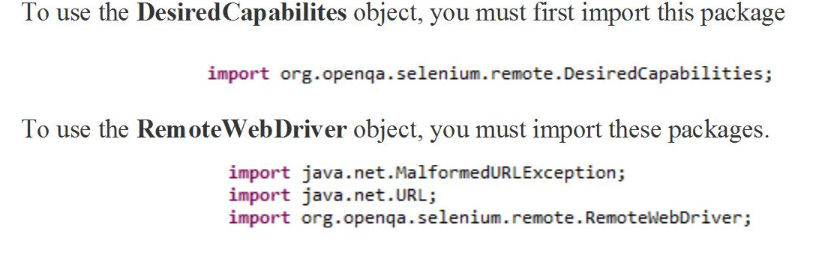 To use the DesiredCapabilites object, you must first import this package
import org.openqa.selenium.remote.DesiredCapabilities;
To use the RemoteWebDriver object, you must import these packages.
import java.net.MalformedURLException;
import java.net.URL;
import org.openqa.selenium.remote.RemoteWebDriver;